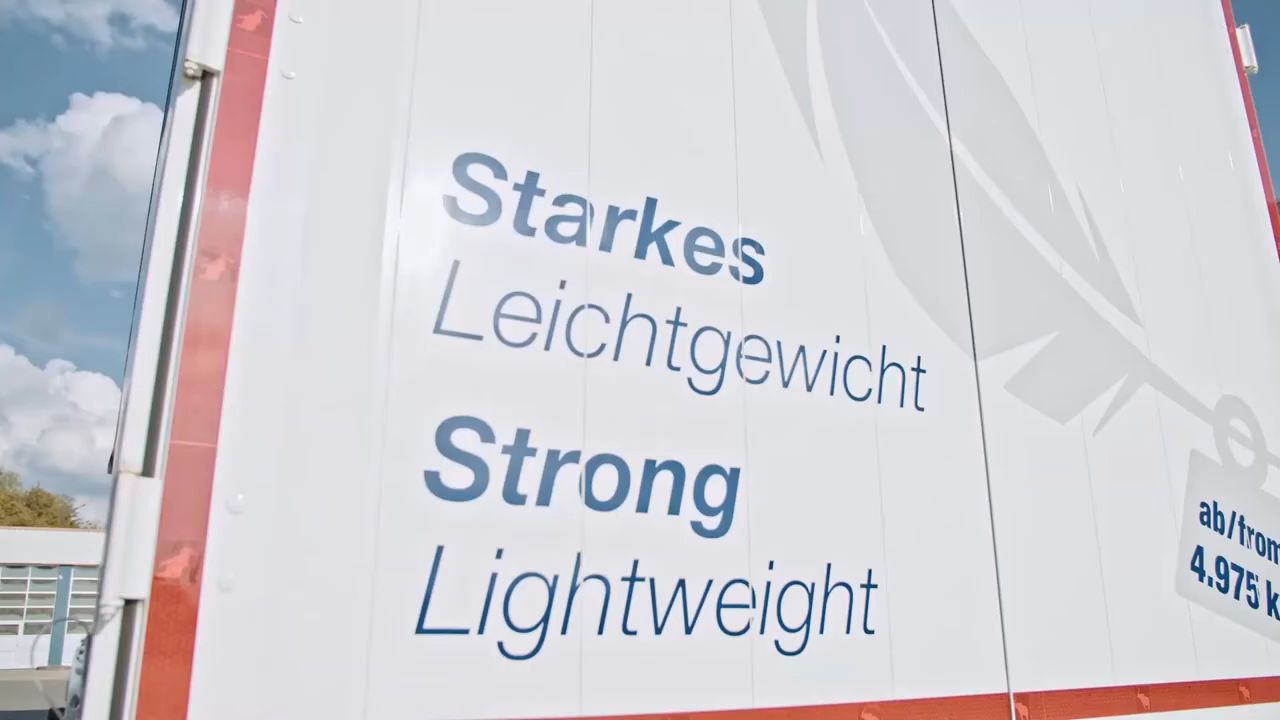 Starkes
Leichtgewicht
Strong
Lightweight
ab/from
4.975 k